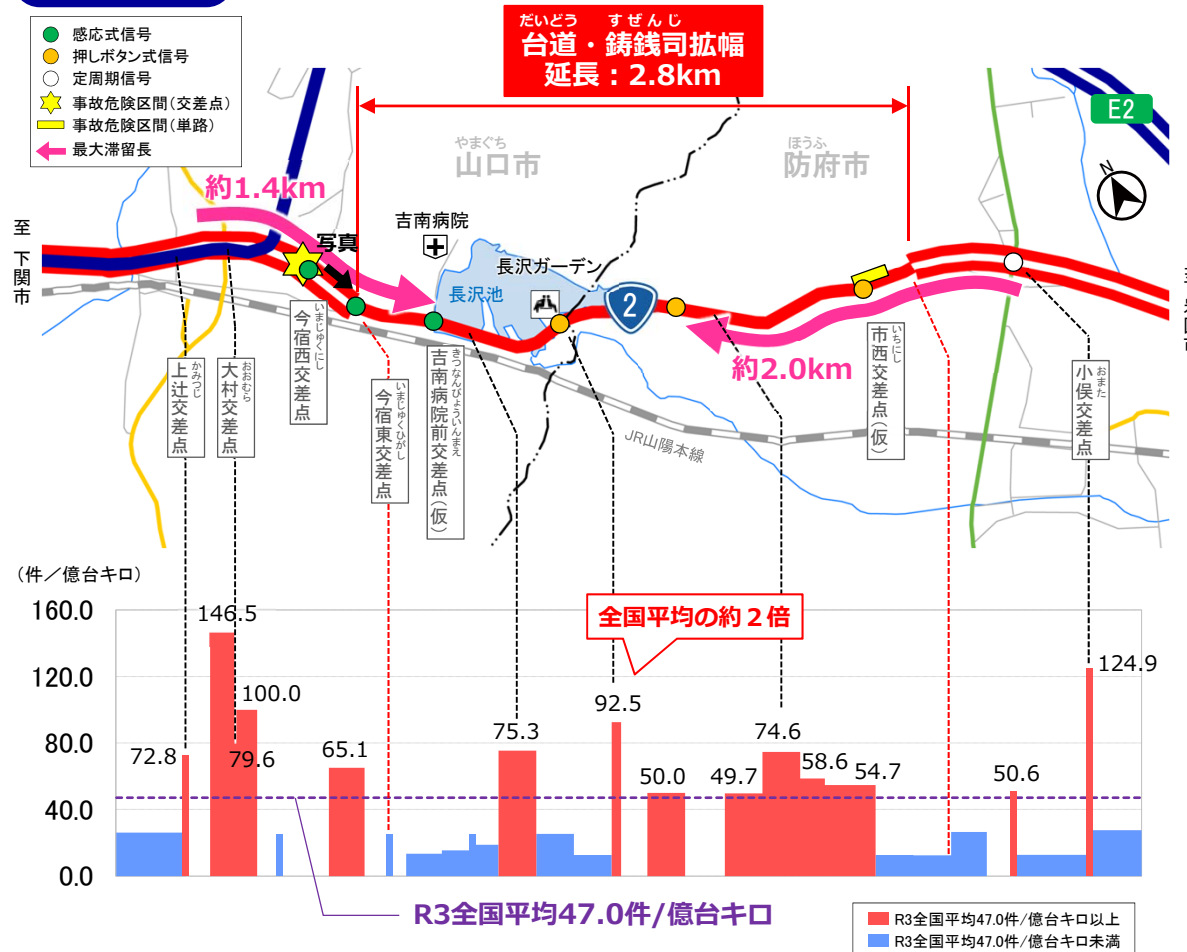 感応式信号
押しボタン式信号
定周期信号
事故危険区間(交差点)
事故危険区間(単路)
最大滞留長
だいどう すぜんじ
台道・鋳銭司拡幅
延長：2.8km
E2
N
やまぐち
山口市
ほうふ
防府市
約1.4km
至 下関市
写真
吉南病院
長沢ガーデン
長沢池
2
約2.0km
JR山陽本線
上辻交差点
かみつじ
大村交差点
おおむら
今宿西交差点
いまじゅくにし
今宿東交差点
いまじゅくひがし
吉南病院前交差点(仮)
きつなんびょういんまえ
市西交差点(仮)
いちにし
小俣交差点
おまた
(件／億台キロ)
160.0
120.0
80.0
40.0
0.0
全国平均の約２倍
72.8
146.5
100.0
79.6
65.1
75.3
92.5
50.0
49.7
74.6
58.6
54.7
50.6
124.9
R3全国平均47.0件/億台キロ
R3全国平均47.0件/億台キロ以上
R3全国平均47.0件/億台キロ未満